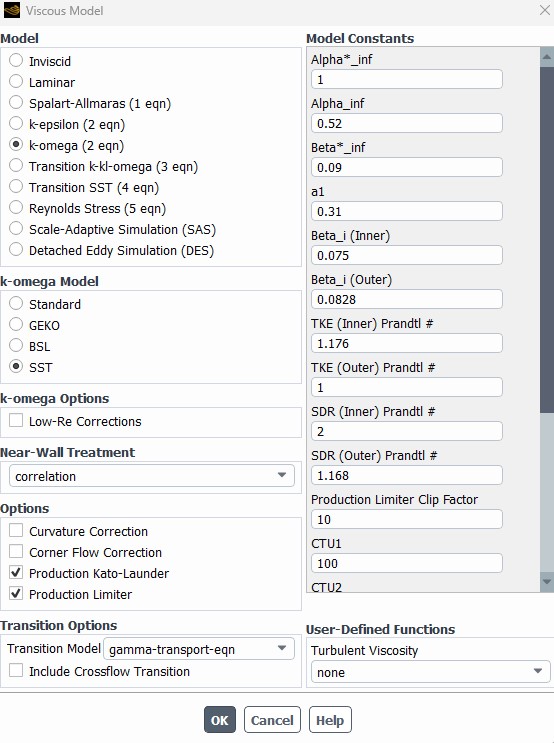 Viscous Model
Model
Inviscid
Laminar
Spalart-Allmaras (1 eqn)
k-epsilon (2 eqn)
k-omega (2 eqn)
Transition k-kl-omega (3 eqn)
Transition SST (4 eqn)
Reynolds Stress (5 eqn)
Scale-Adaptive Simulation (SAS)
Detached Eddy Simulation (DES)
k-omega Model
Standard
GEKO
BSL
SST
k-omega Options
Low-Re Corrections
Near-Wall Treatment
correlation
Options
Curvature Correction
Corner Flow Correction
Production Kato-Launder
Production Limiter
Transition Options
Transition Model gamma-transport-eqn
Include Crossflow Transition
Model Constants
Alpha*_inf
1
Alpha_inf
0.52
Beta*_inf
0.09
a1
0.31
Beta_i (Inner)
0.075
Beta_i (Outer)
0.0828
TKE (Inner) Prandtl #
1.176
TKE (Outer) Prandtl #
1
SDR (Inner) Prandtl #
2
SDR (Outer) Prandtl #
1.168
Production Limiter Clip Factor
10
CTU1
100
CTU2
User-Defined Functions
Turbulent Viscosity
none
OK Cancel Help